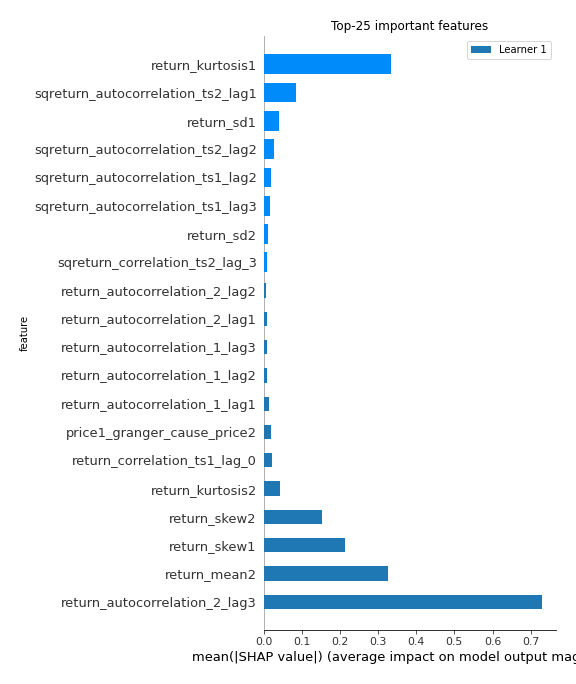 Top-25 important features
Learner 1
return_kurtosis1
sqreturn_autocorrelation_ts2_lag1
return_sd1
sqreturn_autocorrelation_ts2_lag2
sqreturn_autocorrelation_ts1_lag2
sqreturn_autocorrelation_ts1_lag3
return_sd2
sqreturn_correlation_ts2_lag_3
return_autocorrelation_2_lag2
return_autocorrelation_2_lag1
return_autocorrelation_1_lag3
return_autocorrelation_1_lag2
return_autocorrelation_1_lag1
price1_granger_cause_price2
return_correlation_ts1_lag_0
return_kurtosis2
return_skew2
return_skew1
return_mean2
return_autocorrelation_2_lag3
feature
0.0 0.1 0.2 0.3 0.4 0.5 0.6 0.7
mean(|SHAP value|) (average impact on model output mag